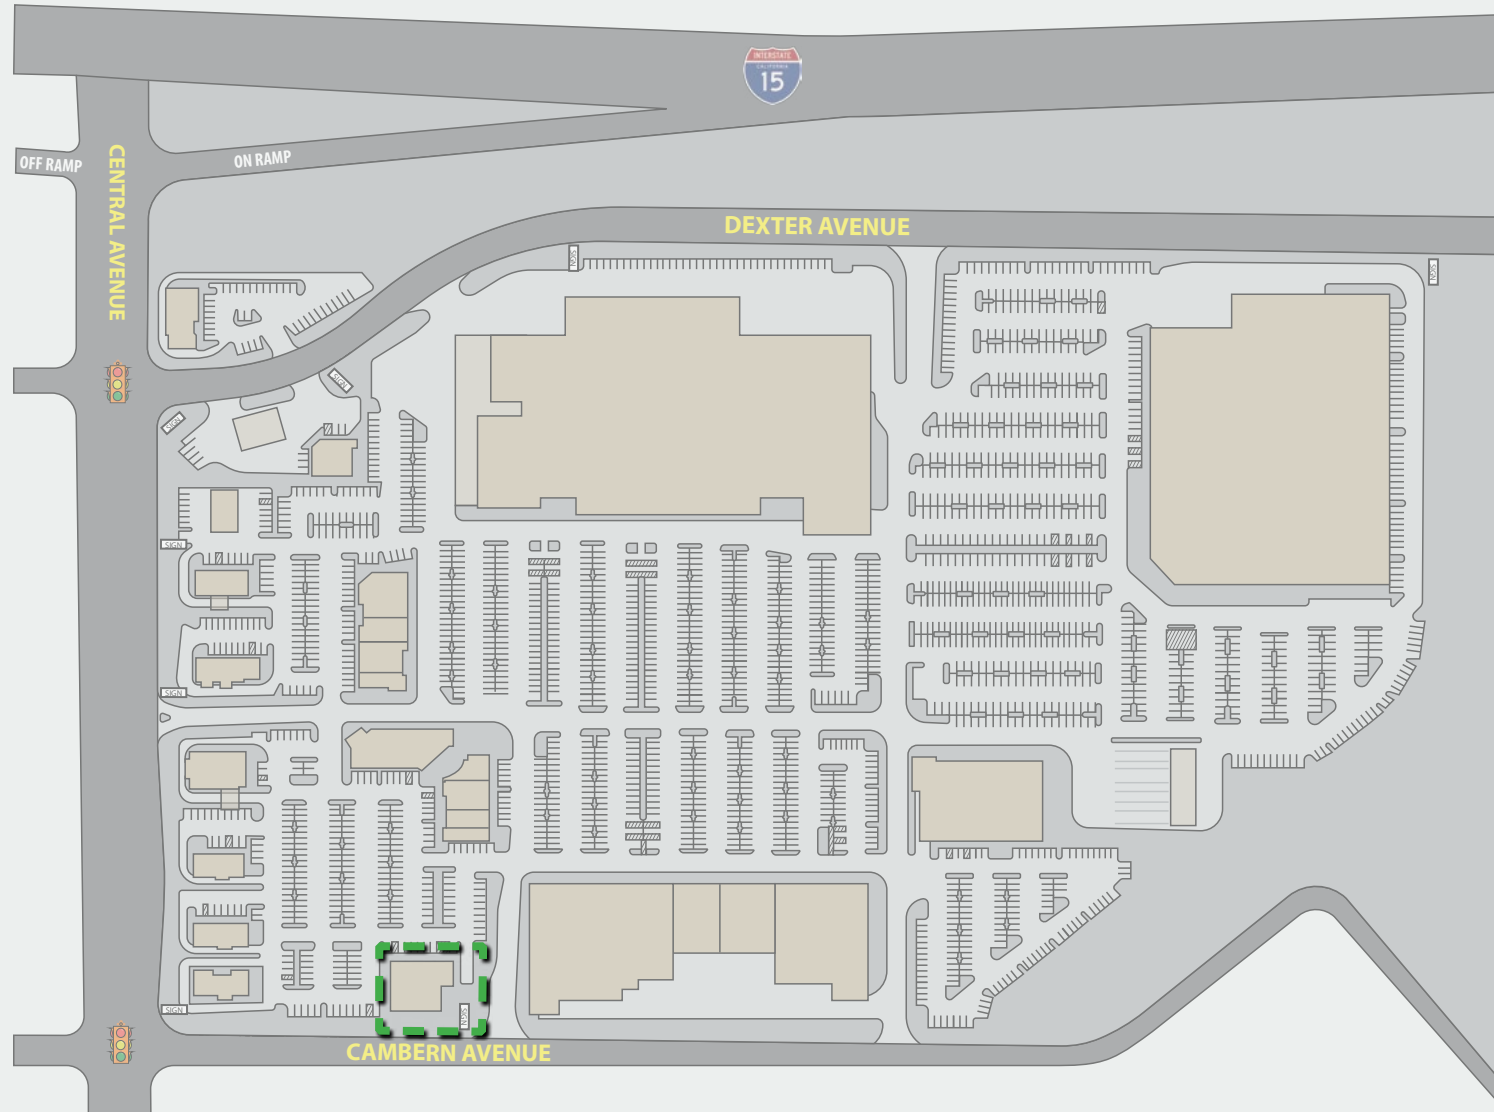 INTERSTATE
CALIFORNIA
15
OFF RAMP
CENTRAL AVENUE
ON RAMP
DEXTER AVENUE
SIGN
SIGN
SIGN
SIGN
SIGN
SIGN
SIGN
SIGN
CAMBERN AVENUE